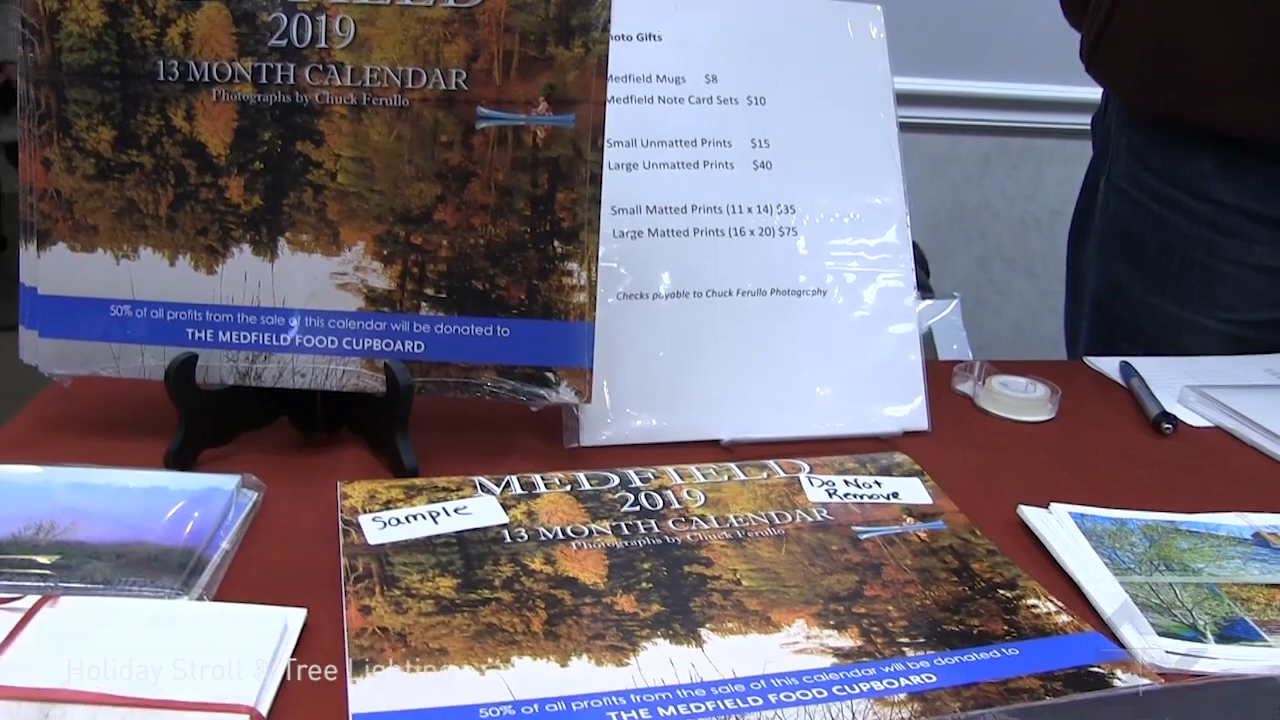 MEDFIELD
2019
13 MONTH CALENDAR
Photographs by Chuck Ferullo
50% of all profits from the sale of this calendar will be donated to
THE MEDFIELD FOOD CUPBOARD
hoto Gifts
Medfield Mugs $8
Medfield Note Card Sets $10
Small Unmatted Prints $15
Large Unmatted Prints $40
Small Matted Prints (11 x 14) $35
Large Matted Prints (16 x 20) $75
Checks payable to Chuck Ferullo Photography
Sample
Do Not
Remove
MEDFIELD
2019
13 MONTH CALENDAR
Photographs by Chuck Ferullo
50% of all profits from the sale of this calendar will be donated to
THE MEDFIELD FOOD CUPBOARD
Holiday Stroll & Tree Lighting